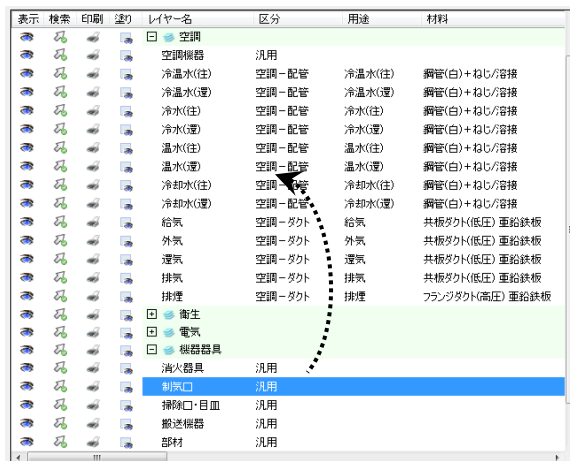 表示 検索 印刷 塗り レイヤー名 区分 用途 材料
空調
空調機器 汎用
冷温水(往) 空調－配管 冷温水(往) 鋼管(白)+ねじ/溶接
冷温水(還) 空調－配管 冷温水(還) 鋼管(白)+ねじ/溶接
冷水(往) 空調－配管 冷水(往) 鋼管(白)+ねじ/溶接
冷水(還) 空調－配管 冷水(還) 鋼管(白)+ねじ/溶接
温水(往) 空調－配管 温水(往) 鋼管(白)+ねじ/溶接
温水(還) 空調－配管 温水(還) 鋼管(白)+ねじ/溶接
冷却水(往) 空調－配管 冷却水(往) 鋼管(白)+ねじ/溶接
冷却水(還) 空調－配管 冷却水(還) 鋼管(白)+ねじ/溶接
給気 空調－ダクト 給気 共板ダクト(低圧) 亜鉛鉄板
外気 空調－ダクト 外気 共板ダクト(低圧) 亜鉛鉄板
還気 空調－ダクト 還気 共板ダクト(低圧) 亜鉛鉄板
排気 空調－ダクト 排気 共板ダクト(低圧) 亜鉛鉄板
排煙 空調－ダクト 排煙 フランジダクト(高圧) 亜鉛鉄板
衛生
電気
機器器具
消火器具 汎用
制気口 汎用
掃除口・目皿 汎用
搬送機器 汎用
部材 汎用